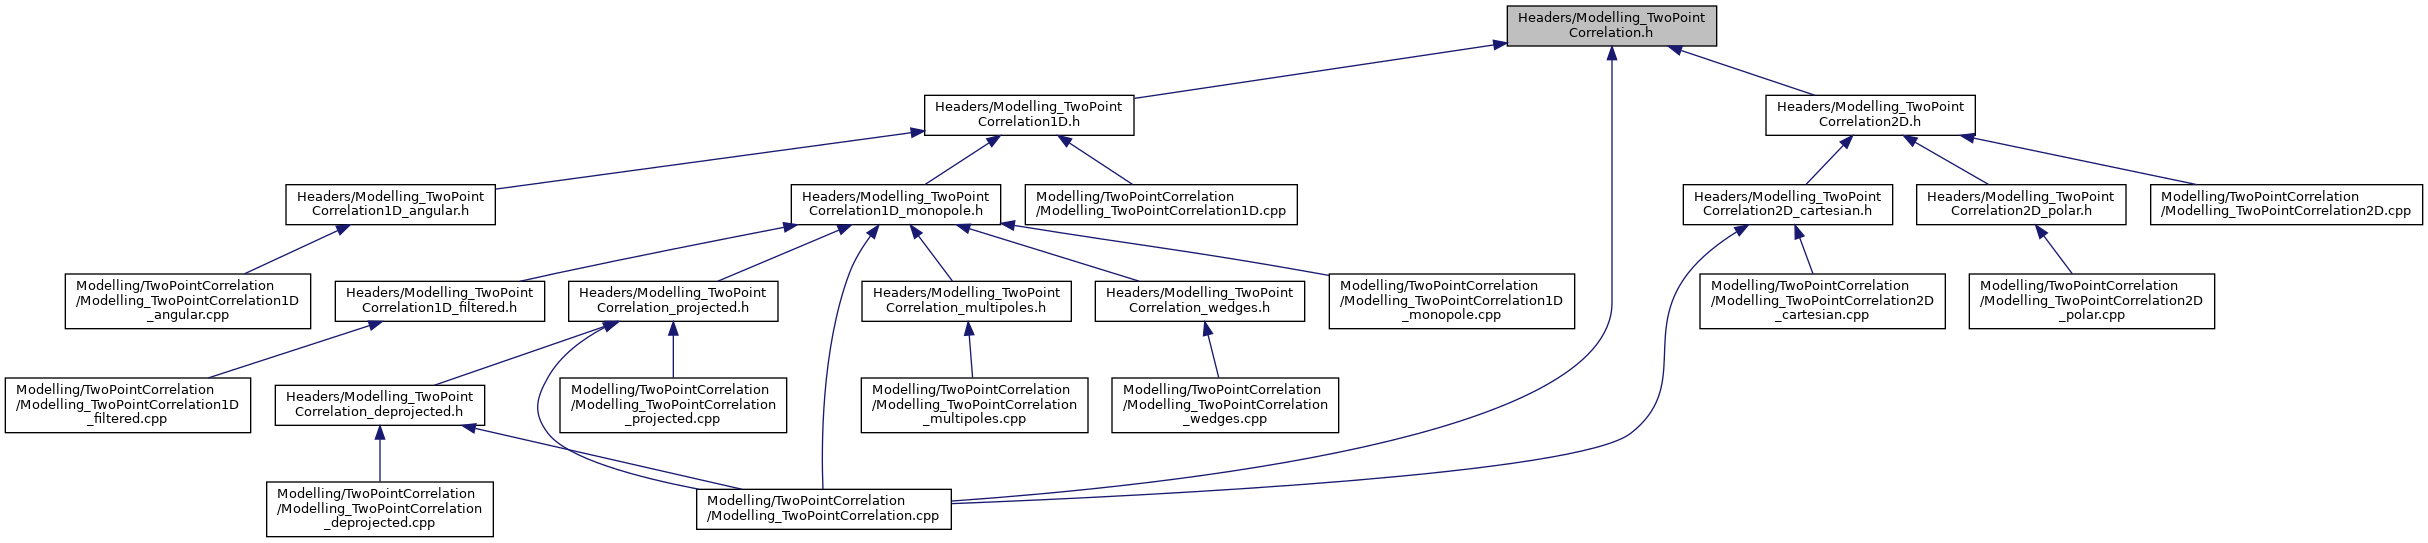 Headers/Modelling_TwoPoint
Correlation.h
Headers/Modelling_TwoPoint
Correlation1D.h
Headers/Modelling_TwoPoint
Correlation2D.h
Headers/Modelling_TwoPoint
Correlation1D_angular.h
Headers/Modelling_TwoPoint
Correlation1D_monopole.h
Modelling/TwoPointCorrelation
/Modelling_TwoPointCorrelation1D.cpp
Headers/Modelling_TwoPoint
Correlation2D_cartesian.h
Headers/Modelling_TwoPoint
Correlation2D_polar.h
Modelling/TwoPointCorrelation
/Modelling_TwoPointCorrelation2D.cpp
Modelling/TwoPointCorrelation
/Modelling_TwoPointCorrelation1D
_angular.cpp
Headers/Modelling_TwoPoint
Correlation1D_filtered.h
Headers/Modelling_TwoPoint
Correlation_projected.h
Headers/Modelling_TwoPoint
Correlation_multipoles.h
Headers/Modelling_TwoPoint
Correlation_wedges.h
Modelling/TwoPointCorrelation
/Modelling_TwoPointCorrelation1D
_monopole.cpp
Modelling/TwoPointCorrelation
/Modelling_TwoPointCorrelation2D
_cartesian.cpp
Modelling/TwoPointCorrelation
/Modelling_TwoPointCorrelation2D
_polar.cpp
Modelling/TwoPointCorrelation
/Modelling_TwoPointCorrelation1D
_filtered.cpp
Headers/Modelling_TwoPoint
Correlation_deprojected.h
Modelling/TwoPointCorrelation
/Modelling_TwoPointCorrelation
_projected.cpp
Modelling/TwoPointCorrelation
/Modelling_TwoPointCorrelation
_multipoles.cpp
Modelling/TwoPointCorrelation
/Modelling_TwoPointCorrelation
_wedges.cpp
Modelling/TwoPointCorrelation
/Modelling_TwoPointCorrelation
_deprojected.cpp
Modelling/TwoPointCorrelation
/Modelling_TwoPointCorrelation.cpp